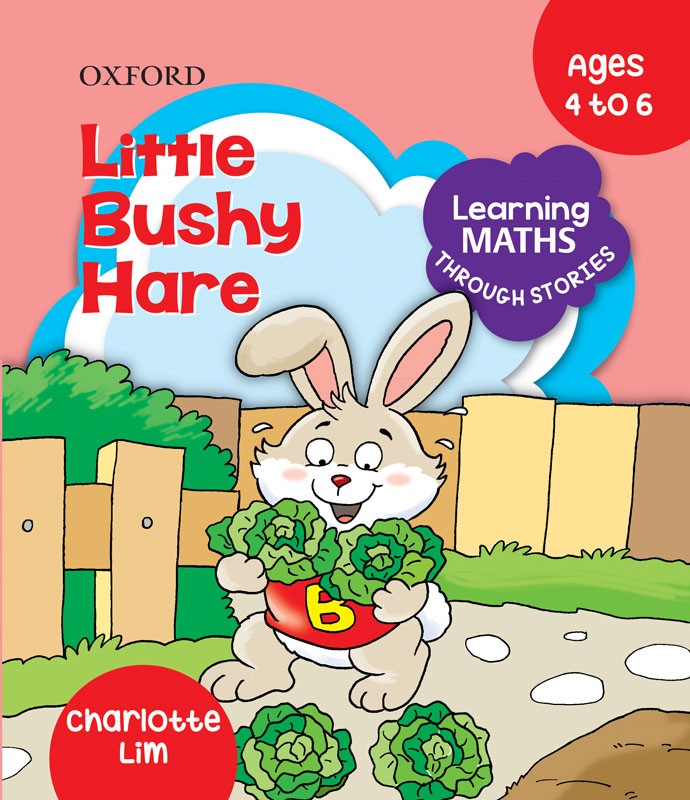 OXFORD
Ages
4 to 6
Little
Bushy
Hare
Learning
MATHS
THROUGH STORIES
B
Charlotte
Lim